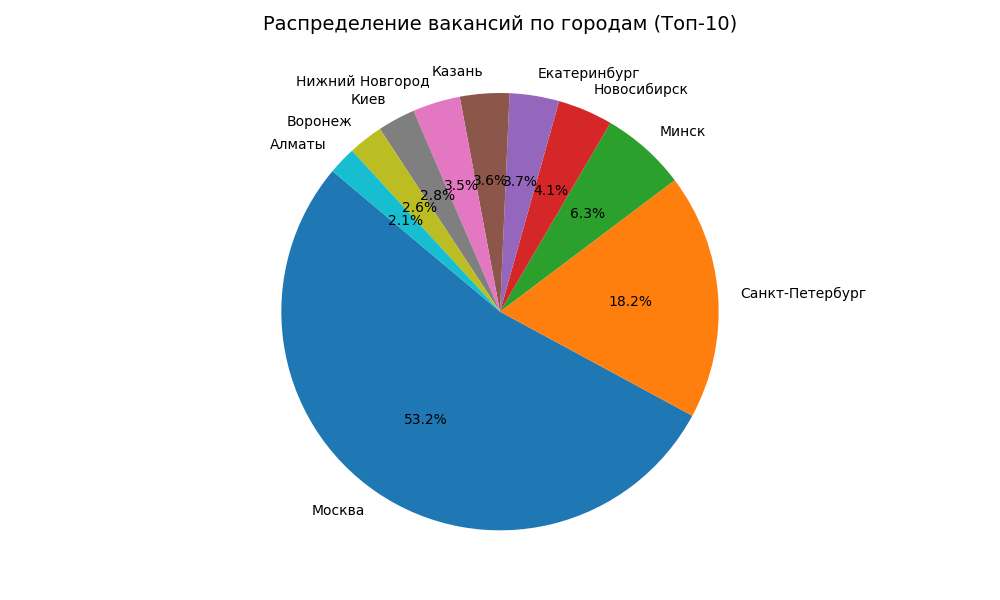 Распределение вакансий по городам (Топ-10)
Казань
Екатеринбург
Нижний Новгород
Новосибирск
Киев
Воронеж
Минск
Алматы
3.6%
3.7%
3.5%
4.1%
2.8%
2.6%
6.3%
2.1%
Санкт-Петербург
18.2%
53.2%
Москва